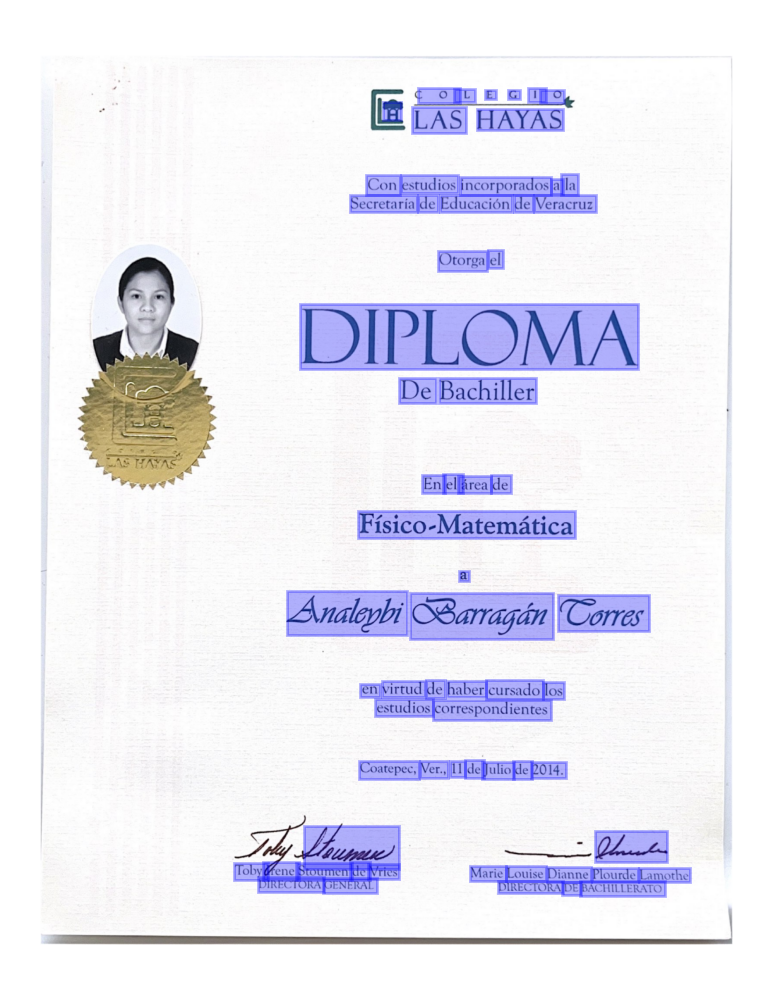 COLEGIO
LAS HAYAS
Con estudios incorporados a la
Secretaría de Educación de Veracruz
Otorga el
DIPLOMA
De Bachiller
LAS HAYAS
En el área de
Físico-Matemática
a
Analeybi Barragán Torres
en virtud de haber cursado los
estudios correspondientes
Coatepec, Ver., 11 de Julio de 2014.
Toby Stoumen
Toby Irene Stoumen de Vries
DIRECTORA GENERAL
Marie Louise Dianne Plourde Lamothe
DIRECTORA DE BACHILLERATO